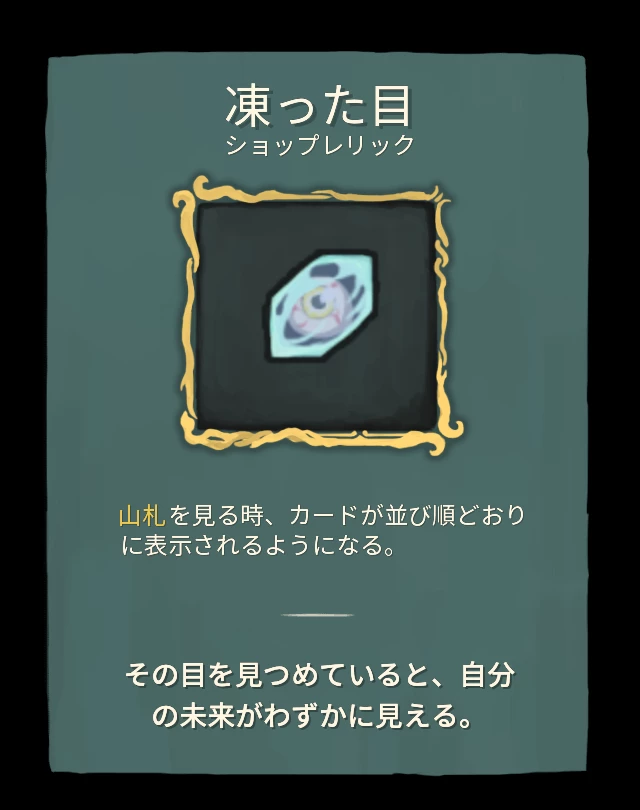 凍った目
ショップレリック
山札を見る時、カードが並び順どおり
に表示されるようになる。
その目を見つめていると、自分
の未来がわずかに見える。